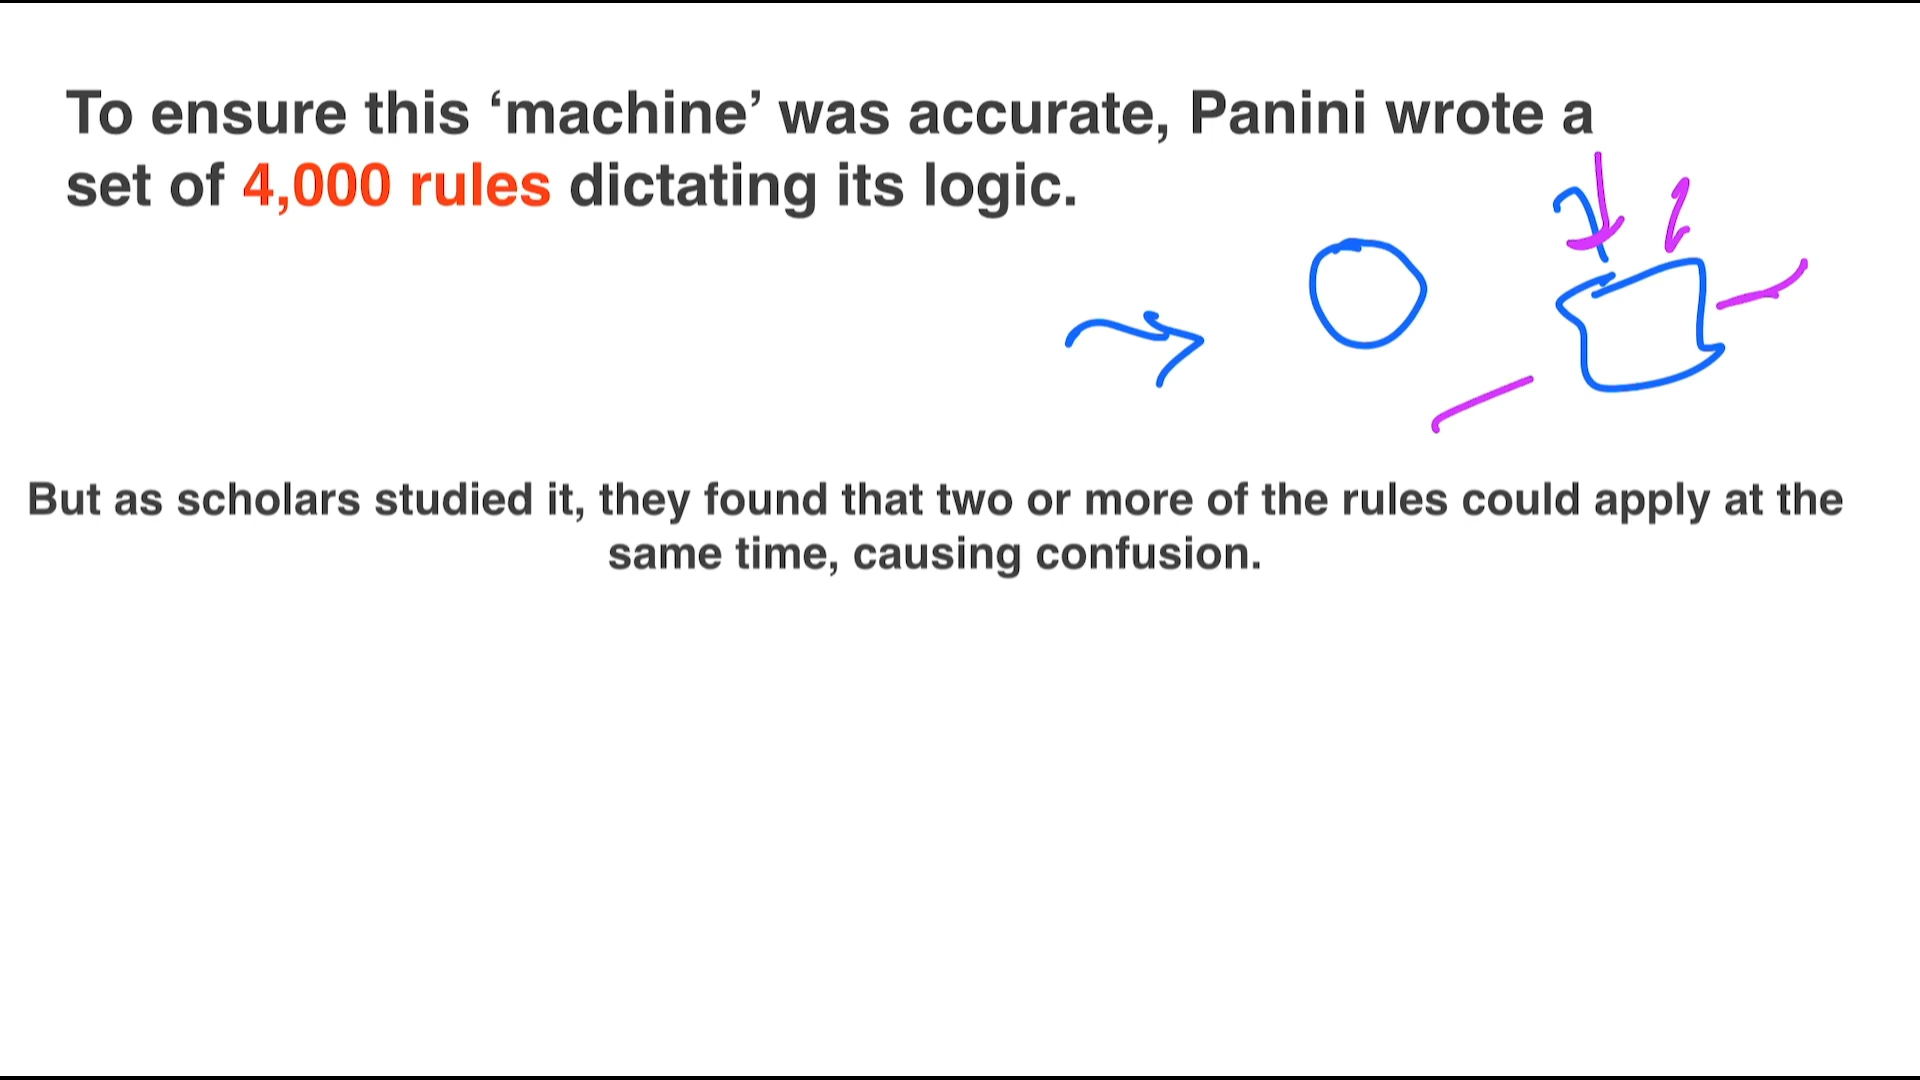 To ensure this ‘machine’ was accurate, Panini wrote a
set of 4,000 rules dictating its logic.
But as scholars studied it, they found that two or more of the rules could apply at the
same time, causing confusion.